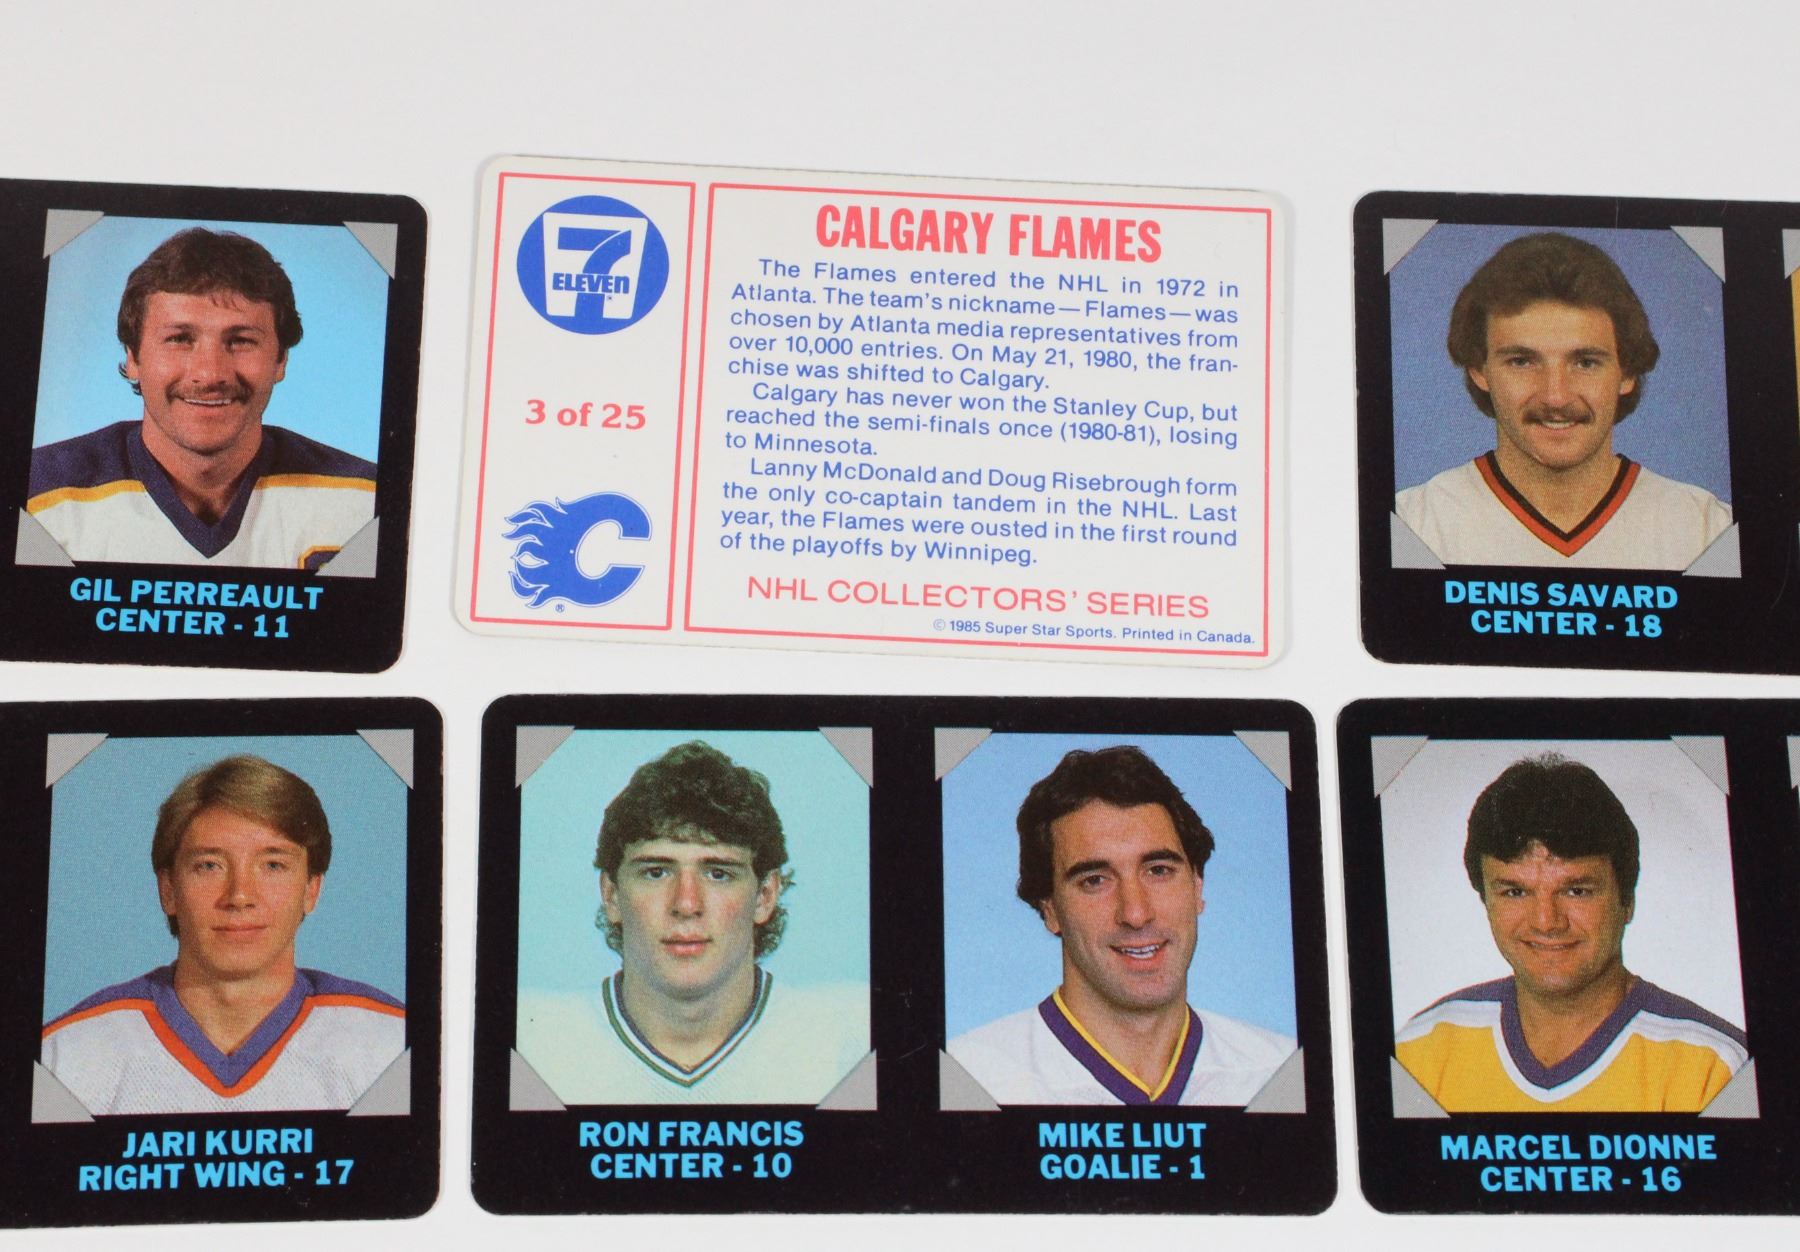 GIL PERREAULT
CENTER - 11
7
ELEVEn
®
3 of 25
C
®
CALGARY FLAMES
The Flames entered the NHL in 1972 in
Atlanta. The team's nickname — Flames — was
chosen by Atlanta media representatives from
over 10,000 entries. On May 21, 1980, the fran-
chise was shifted to Calgary.
Calgary has never won the Stanley Cup, but
reached the semi-finals once (1980-81), losing
to Minnesota.
Lanny McDonald and Doug Risebrough form
the only co-captain tandem in the NHL. Last
year, the Flames were ousted in the first round
of the playoffs by Winnipeg.
NHL COLLECTORS' SERIES
© 1985 Super Star Sports. Printed in Canada.
DENIS SAVARD
CENTER - 18
JARI KURRI
RIGHT WING - 17
RON FRANCIS
CENTER - 10
MIKE LIUT
GOALIE - 1
MARCEL DIONNE
CENTER - 16